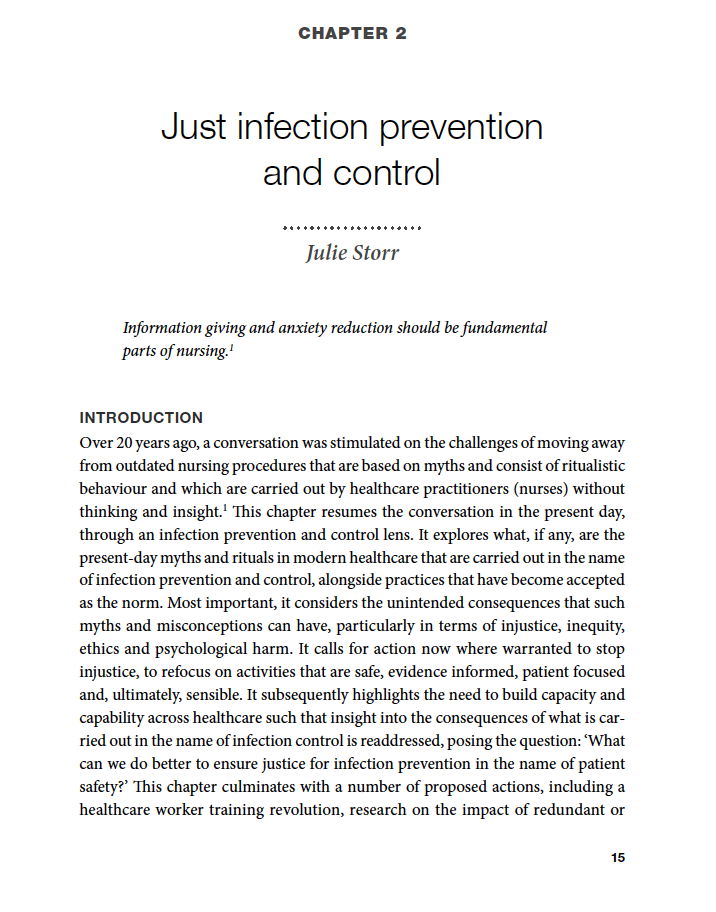 CHAPTER 2
Just infection prevention
and control
Julie Storr
Information giving and anxiety reduction should be fundamental
parts of nursing.1
INTRODUCTION
Over 20 years ago, a conversation was stimulated on the challenges of moving away
from outdated nursing procedures that are based on myths and consist of ritualistic
behaviour and which are carried out by healthcare practitioners (nurses) without
thinking and insight.1 This chapter resumes the conversation in the present day,
through an infection prevention and control lens. It explores what, if any, are the
present-day myths and rituals in modern healthcare that are carried out in the name
of infection prevention and control, alongside practices that have become accepted
as the norm. Most important, it considers the unintended consequences that such
myths and misconceptions can have, particularly in terms of injustice, inequity,
ethics and psychological harm. It calls for action now where warranted to stop
injustice, to refocus on activities that are safe, evidence informed, patient focused
and, ultimately, sensible. It subsequently highlights the need to build capacity and
capability across healthcare such that insight into the consequences of what is car-
ried out in the name of infection control is readdressed, posing the question: ‘What
can we do better to ensure justice for infection prevention in the name of patient
safety?’ This chapter culminates with a number of proposed actions, including a
healthcare worker training revolution, research on the impact of redundant or
15